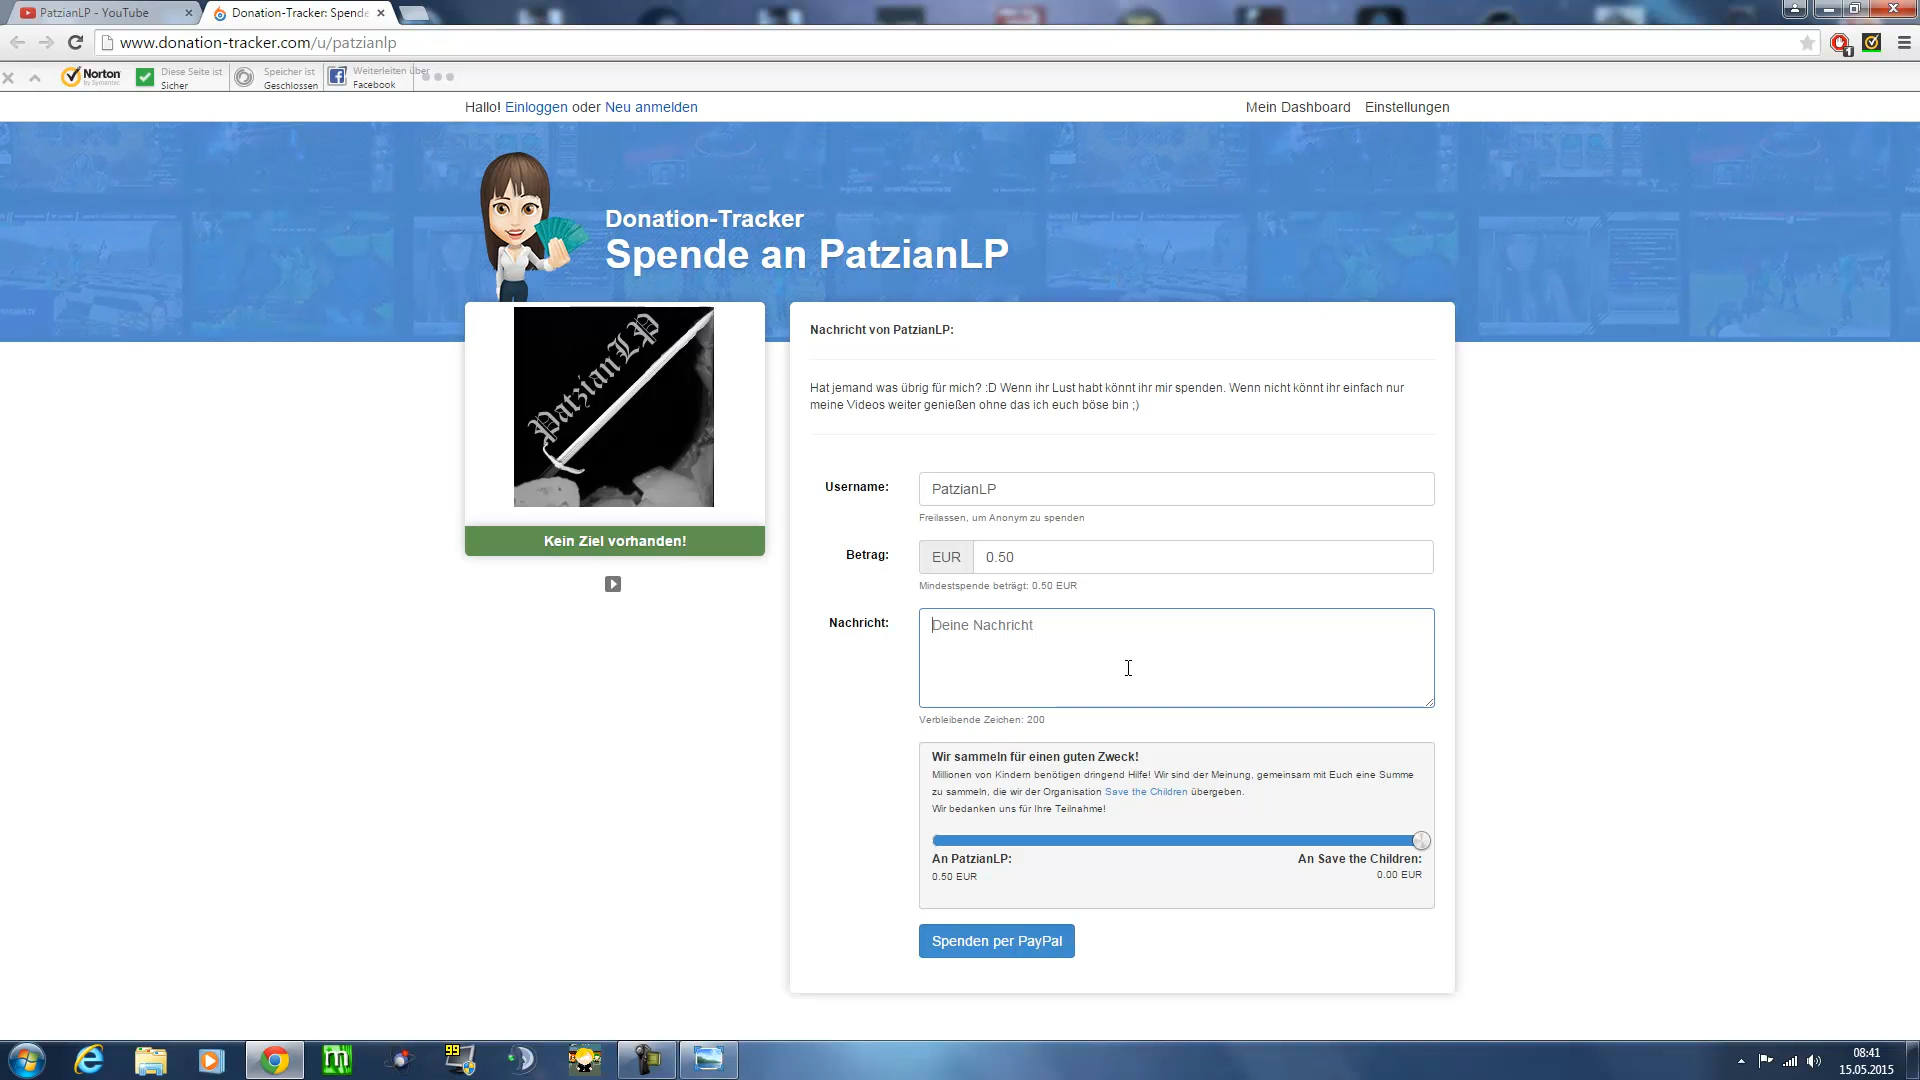 PatzianLP - YouTube
Donation-Tracker: Spende
www.donation-tracker.com/u/patzianlp
1
Norton
by Symantec
Diese Seite ist
Sicher
Speicher ist
Geschlossen
Weiterleiten über
Facebook
Hallo! Einloggen oder Neu anmelden
Mein Dashboard Einstellungen
Donation-Tracker
Spende an PatzianLP
PatzianLP
Kein Ziel vorhanden!
Nachricht von PatzianLP:
Hat jemand was übrig für mich? :D Wenn ihr Lust habt könnt ihr mir spenden. Wenn nicht könnt ihr einfach nur
meine Videos weiter genießen ohne das ich euch böse bin ;)
Username: PatzianLP
Freilassen, um Anonym zu spenden
Betrag: EUR 0.50
Mindestspende beträgt: 0.50 EUR
Nachricht: Deine Nachricht
Verbleibende Zeichen: 200
Wir sammeln für einen guten Zweck!
Millionen von Kindern benötigen dringend Hilfe! Wir sind der Meinung, gemeinsam mit Euch eine Summe
zu sammeln, die wir der Organisation Save the Children übergeben.
Wir bedanken uns für Ihre Teilnahme!
An PatzianLP: An Save the Children:
0.50 EUR 0.00 EUR
Spenden per PayPal
99
08:41
15.05.2015